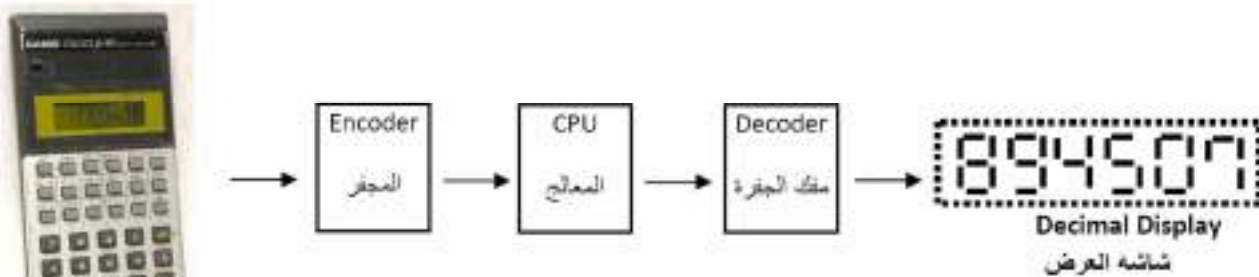 Encoder
المجفر
CPU
المعالج
Decoder
مفك الجفرة
894507
Decimal Display
شاشه العرض